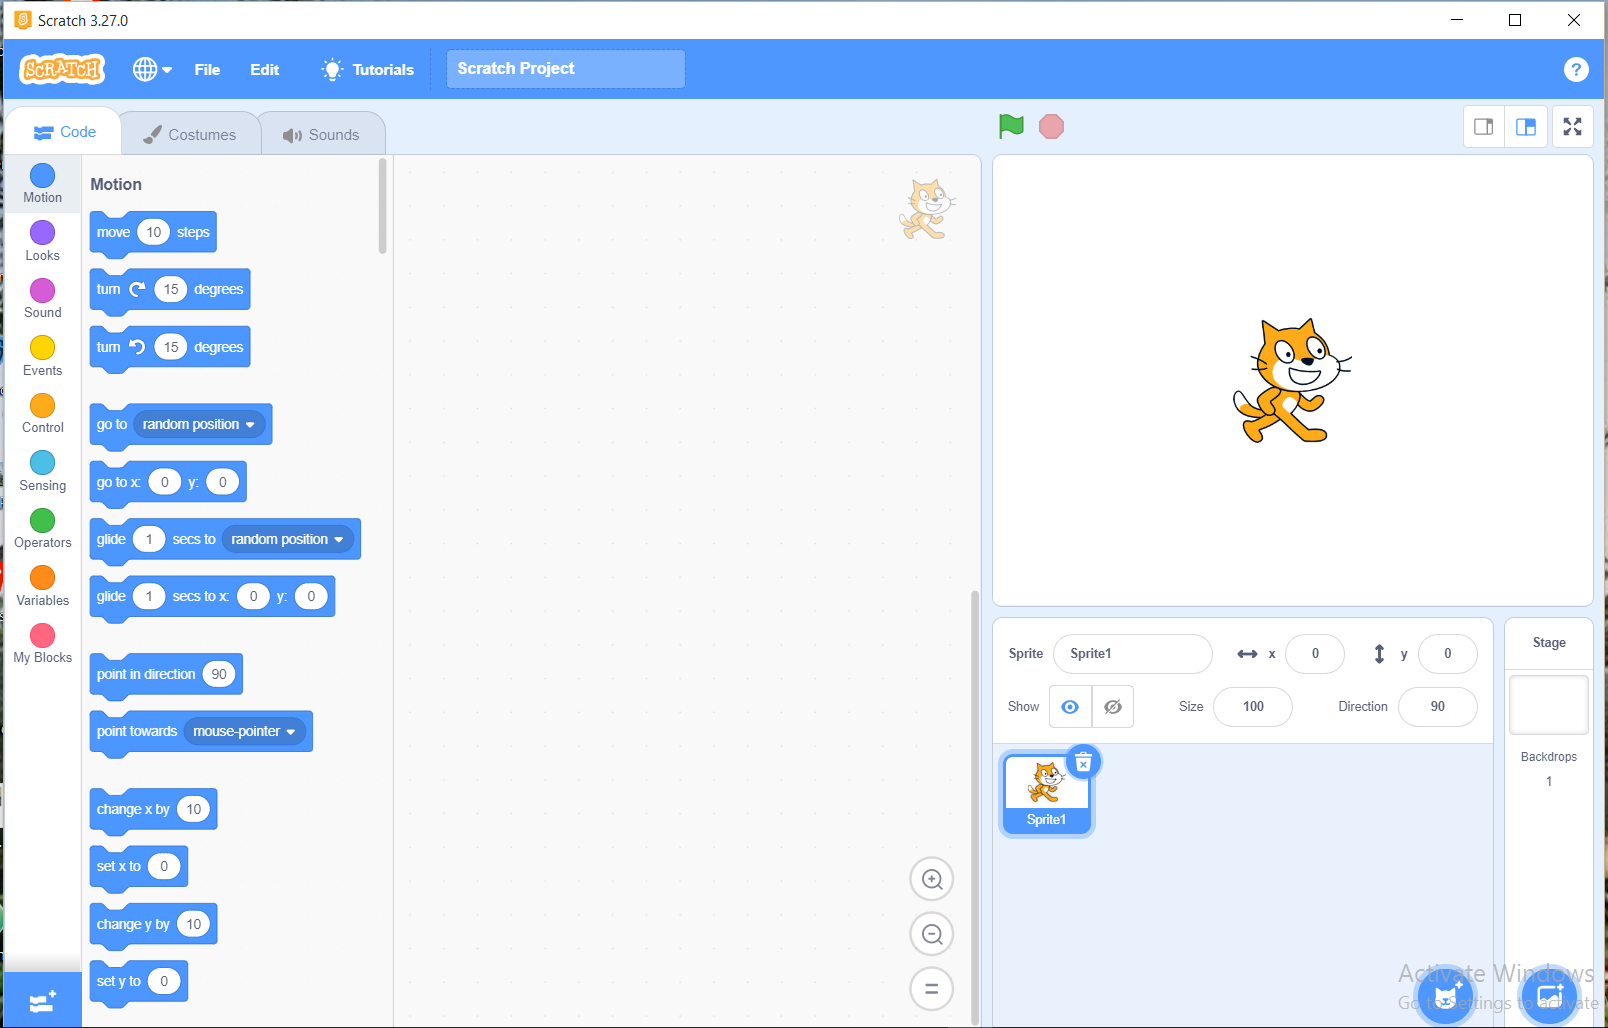 Scratch 3.27.0
SCRATCH
File
Edit
Tutorials
Scratch Project
?
Code
Costumes
Sounds
Motion
Looks
Sound
Events
Control
Sensing
Operators
Variables
My Blocks
Motion
move 10 steps
turn 15 degrees
turn 15 degrees
go to random position
go to x: 0 y: 0
glide 1 secs to random position
glide 1 secs to x: 0 y: 0
point in direction 90
point towards mouse-pointer
change x by 10
set x to 0
change y by 10
set y to 0
Sprite Sprite1 x 0 y 0
Show Size 100 Direction 90
Sprite1
Stage
Backdrops
1
Activate Windows
Go to Settings to activate